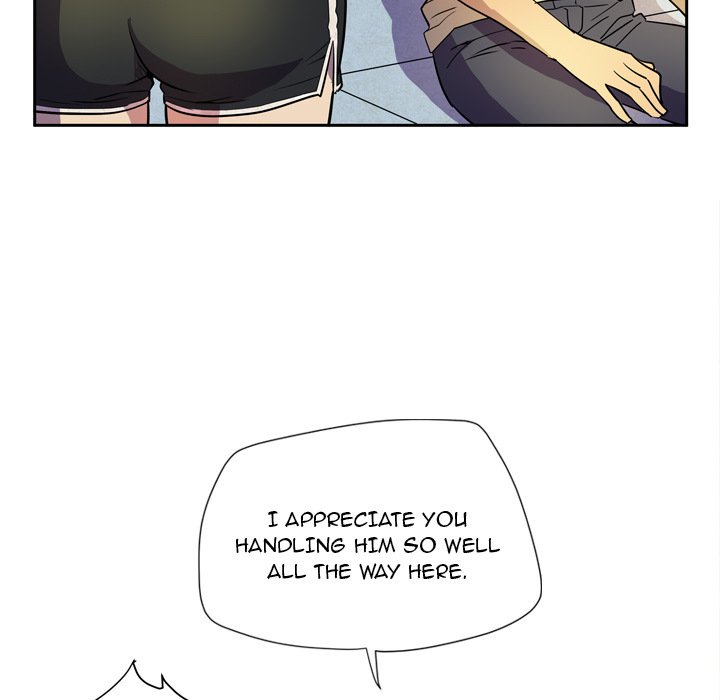 I APPRECIATE YOU
HANDLING HIM SO WELL
ALL THE WAY HERE.